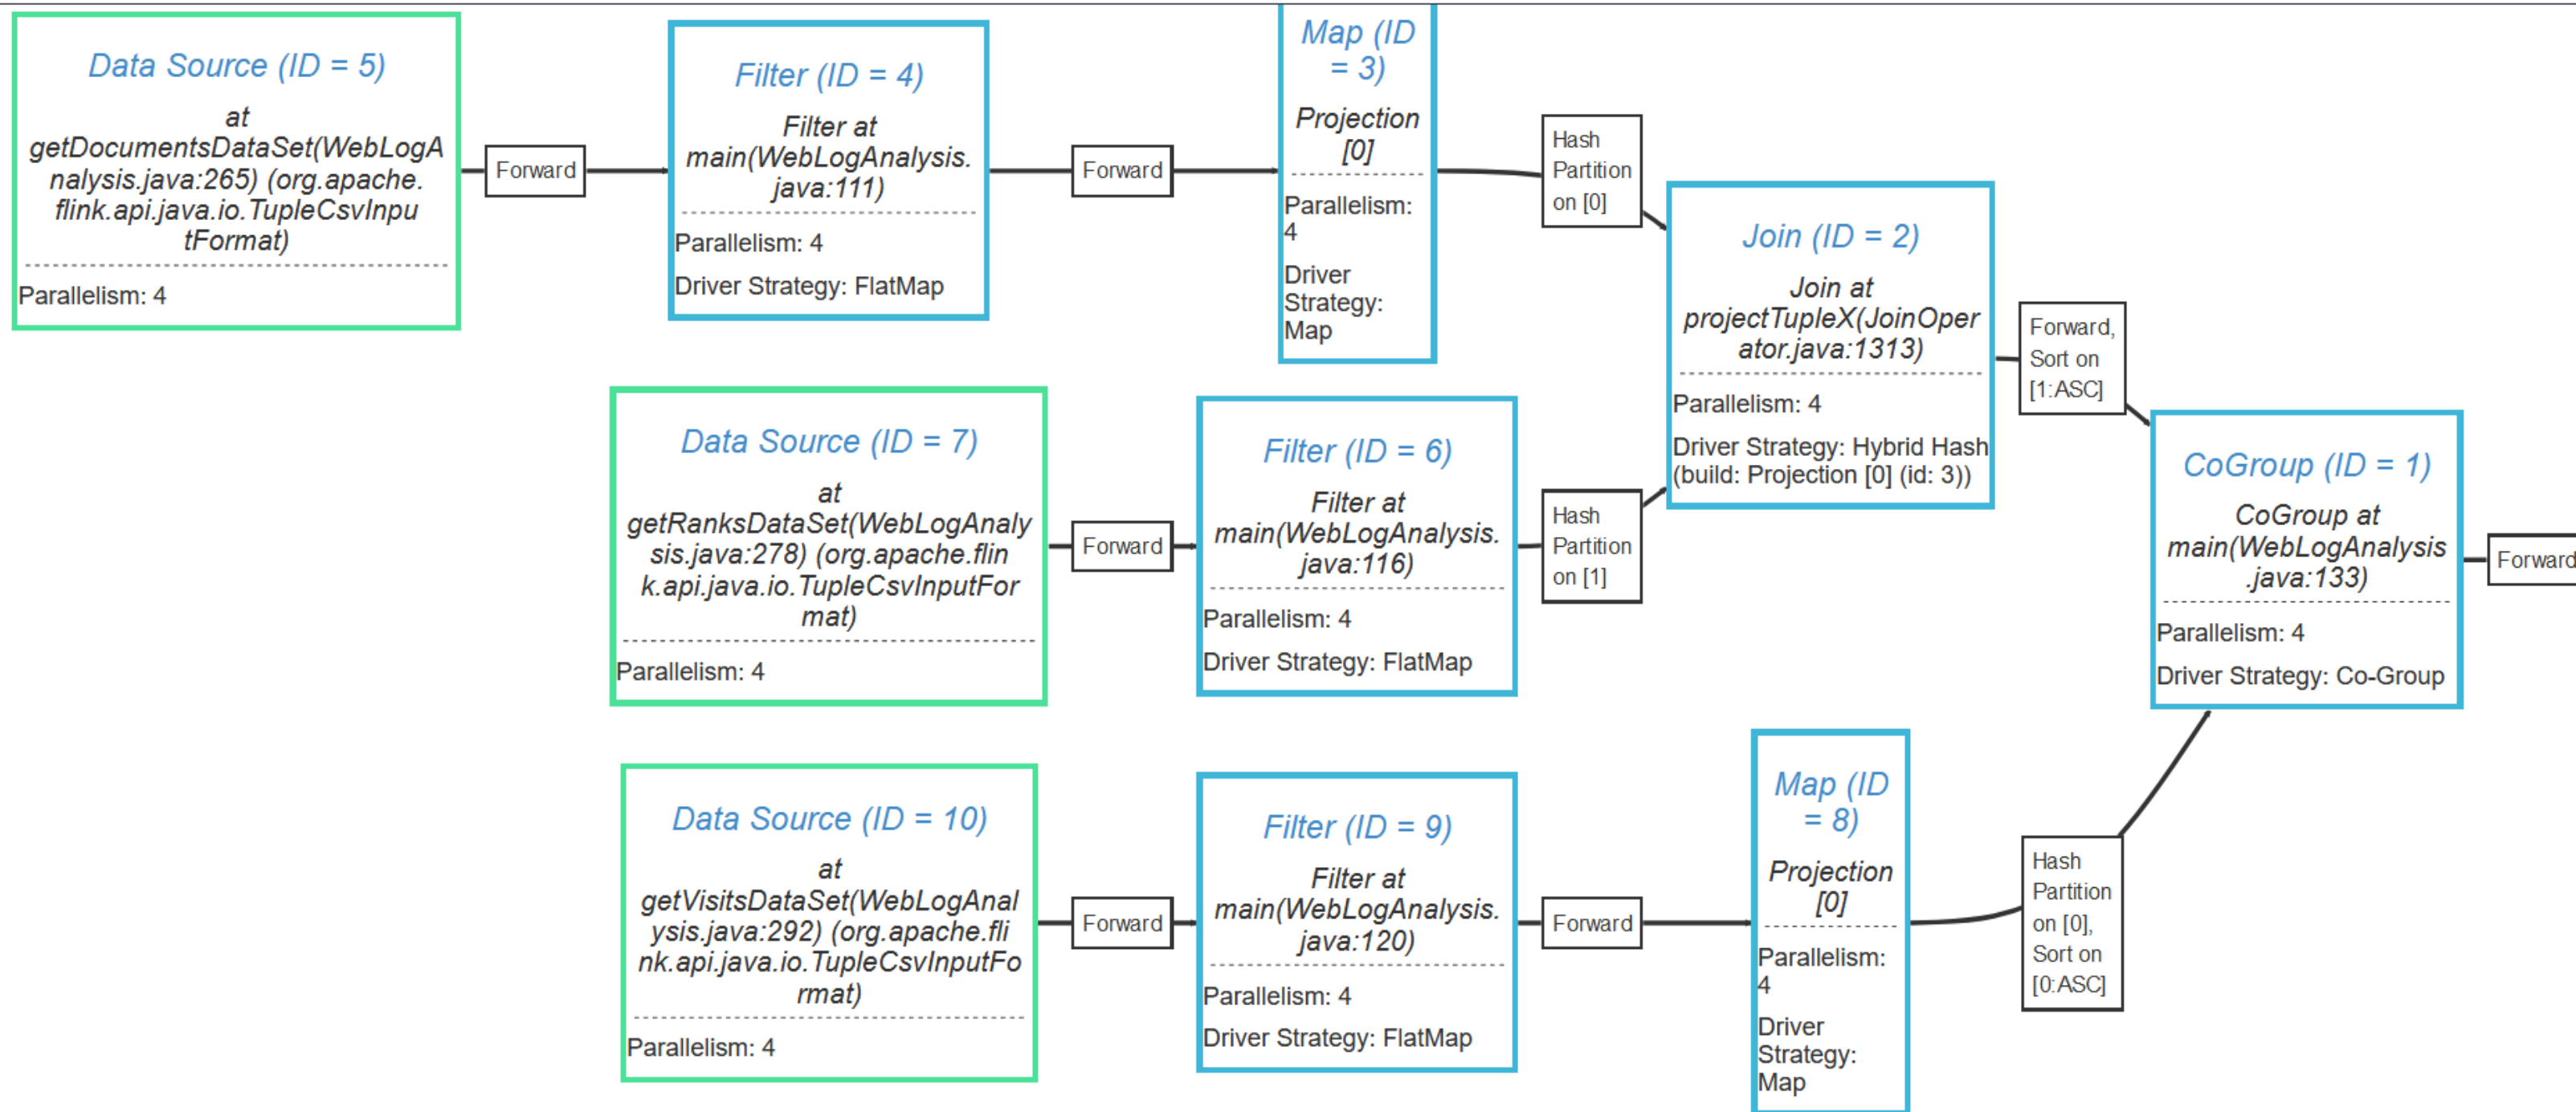 Data Source (ID = 5)
at
getDocumentsDataSet(WebLogA
nalysis.java:265) (org.apache.
flink.api.java.io.TupleCsvInpu
tFormat)
Parallelism: 4
Forward
Filter (ID = 4)
Filter at
main(WebLogAnalysis.
java:111)
Parallelism: 4
Driver Strategy: FlatMap
Forward
Map (ID
= 3)
Projection
[0]
Parallelism:
4
Driver
Strategy:
Map
Hash
Partition
on [0]
Join (ID = 2)
Join at
projectTupleX(JoinOper
ator.java:1313)
Parallelism: 4
Driver Strategy: Hybrid Hash
(build: Projection [0] (id: 3))
Forward,
Sort on
[1:ASC]
Data Source (ID = 7)
at
getRanksDataSet(WebLogAnaly
sis.java:278) (org.apache.flin
k.api.java.io.TupleCsvInputFor
mat)
Parallelism: 4
Forward
Filter (ID = 6)
Filter at
main(WebLogAnalysis.
java:116)
Parallelism: 4
Driver Strategy: FlatMap
Hash
Partition
on [1]
CoGroup (ID = 1)
CoGroup at
main(WebLogAnalysis
.java:133)
Parallelism: 4
Driver Strategy: Co-Group
Forward
Data Source (ID = 10)
at
getVisitsDataSet(WebLogAnal
ysis.java:292) (org.apache.fli
nk.api.java.io.TupleCsvInputFo
rmat)
Parallelism: 4
Forward
Filter (ID = 9)
Filter at
main(WebLogAnalysis.
java:120)
Parallelism: 4
Driver Strategy: FlatMap
Forward
Map (ID
= 8)
Projection
[0]
Parallelism:
4
Driver
Strategy:
Map
Hash
Partition
on [0],
Sort on
[0:ASC]